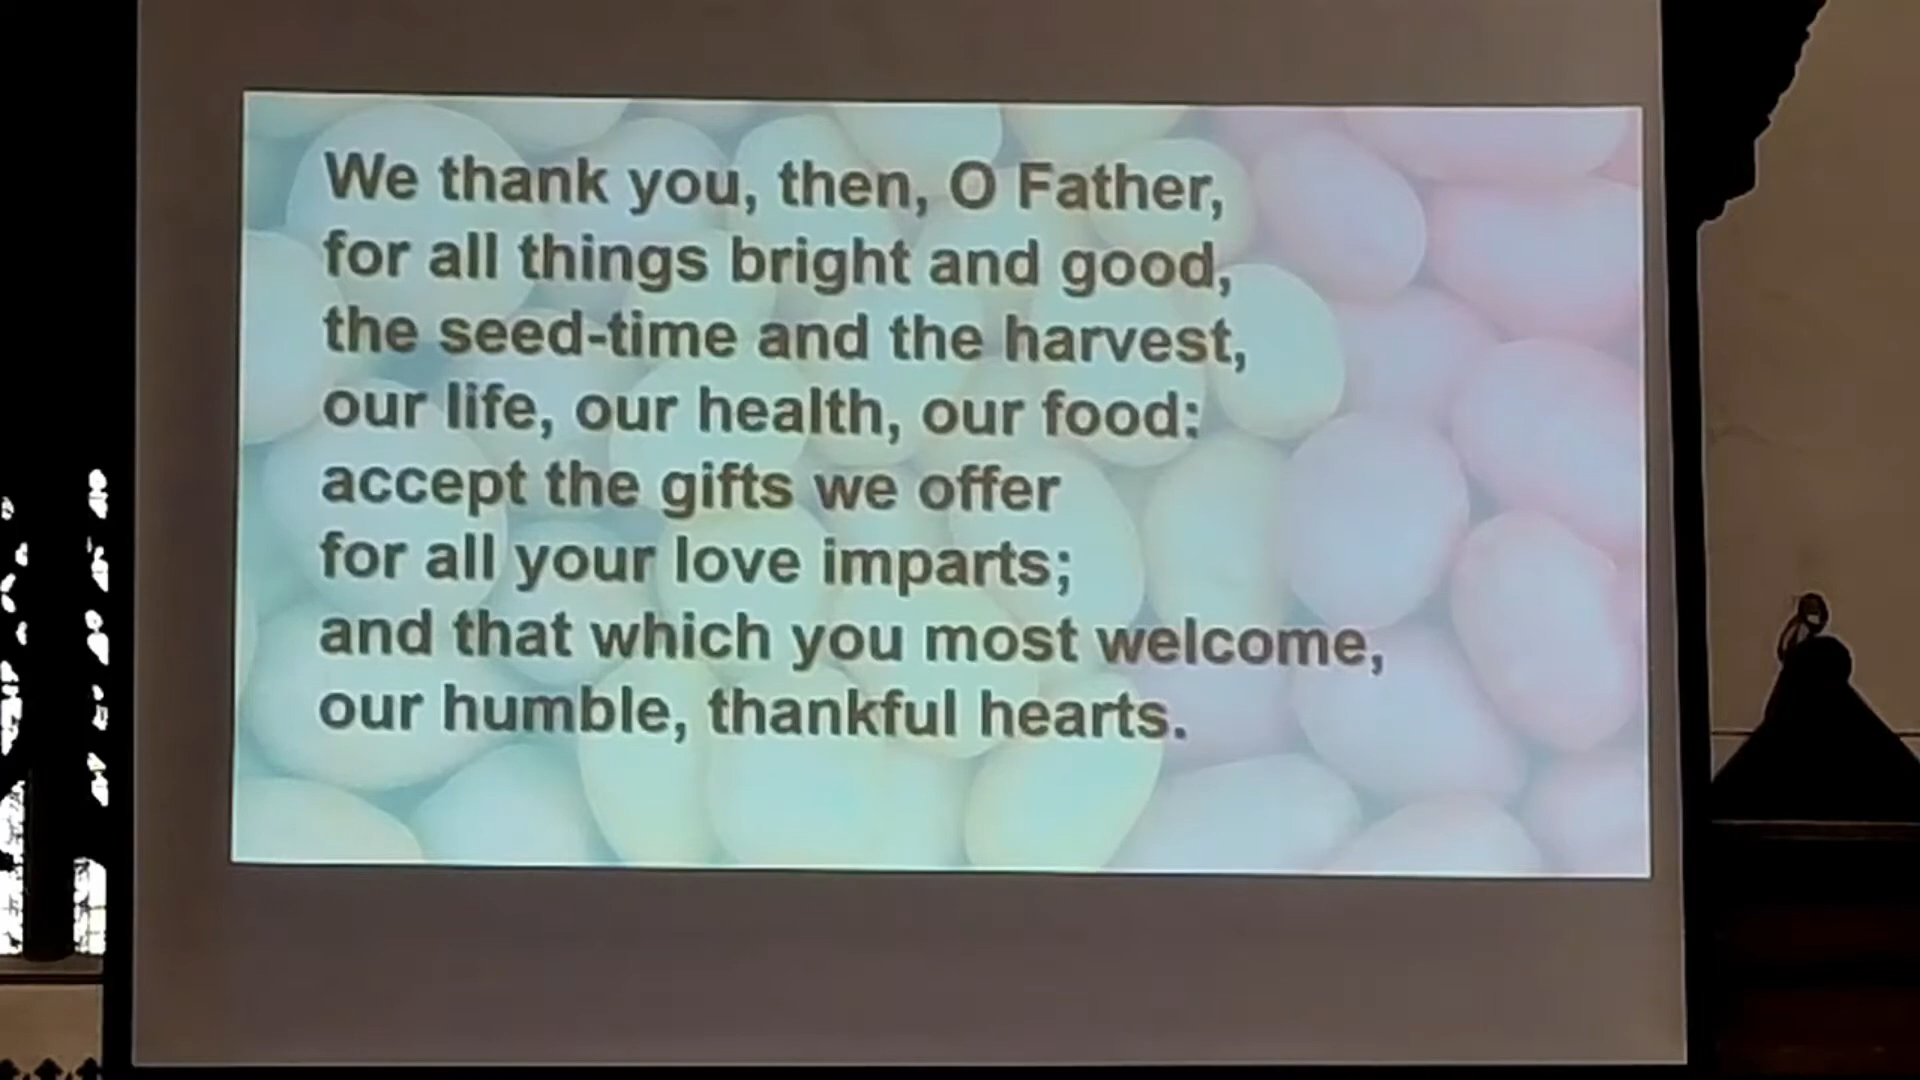 We thank you, then, O Father,
for all things bright and good,
the seed-time and the harvest,
our life, our health, our food:
accept the gifts we offer
for all your love imparts;
and that which you most welcome,
our humble, thankful hearts.